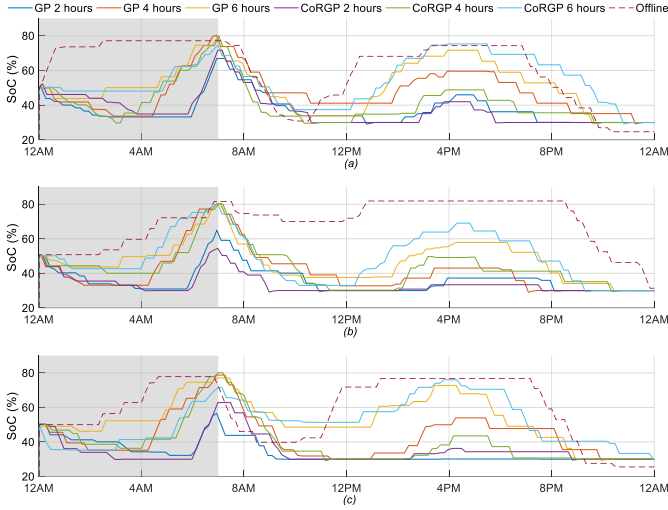 GP 2 hours GP 4 hours GP 6 hours CoRGP 2 hours CoRGP 4 hours CoRGP 6 hours Offline
80
60
40
20
SoC (%)
12AM 4AM 8AM 12PM 4PM 8PM 12AM
(a)
80
60
40
20
SoC (%)
12AM 4AM 8AM 12PM 4PM 8PM 12AM
(b)
80
60
40
20
SoC (%)
12AM 4AM 8AM 12PM 4PM 8PM 12AM
(c)